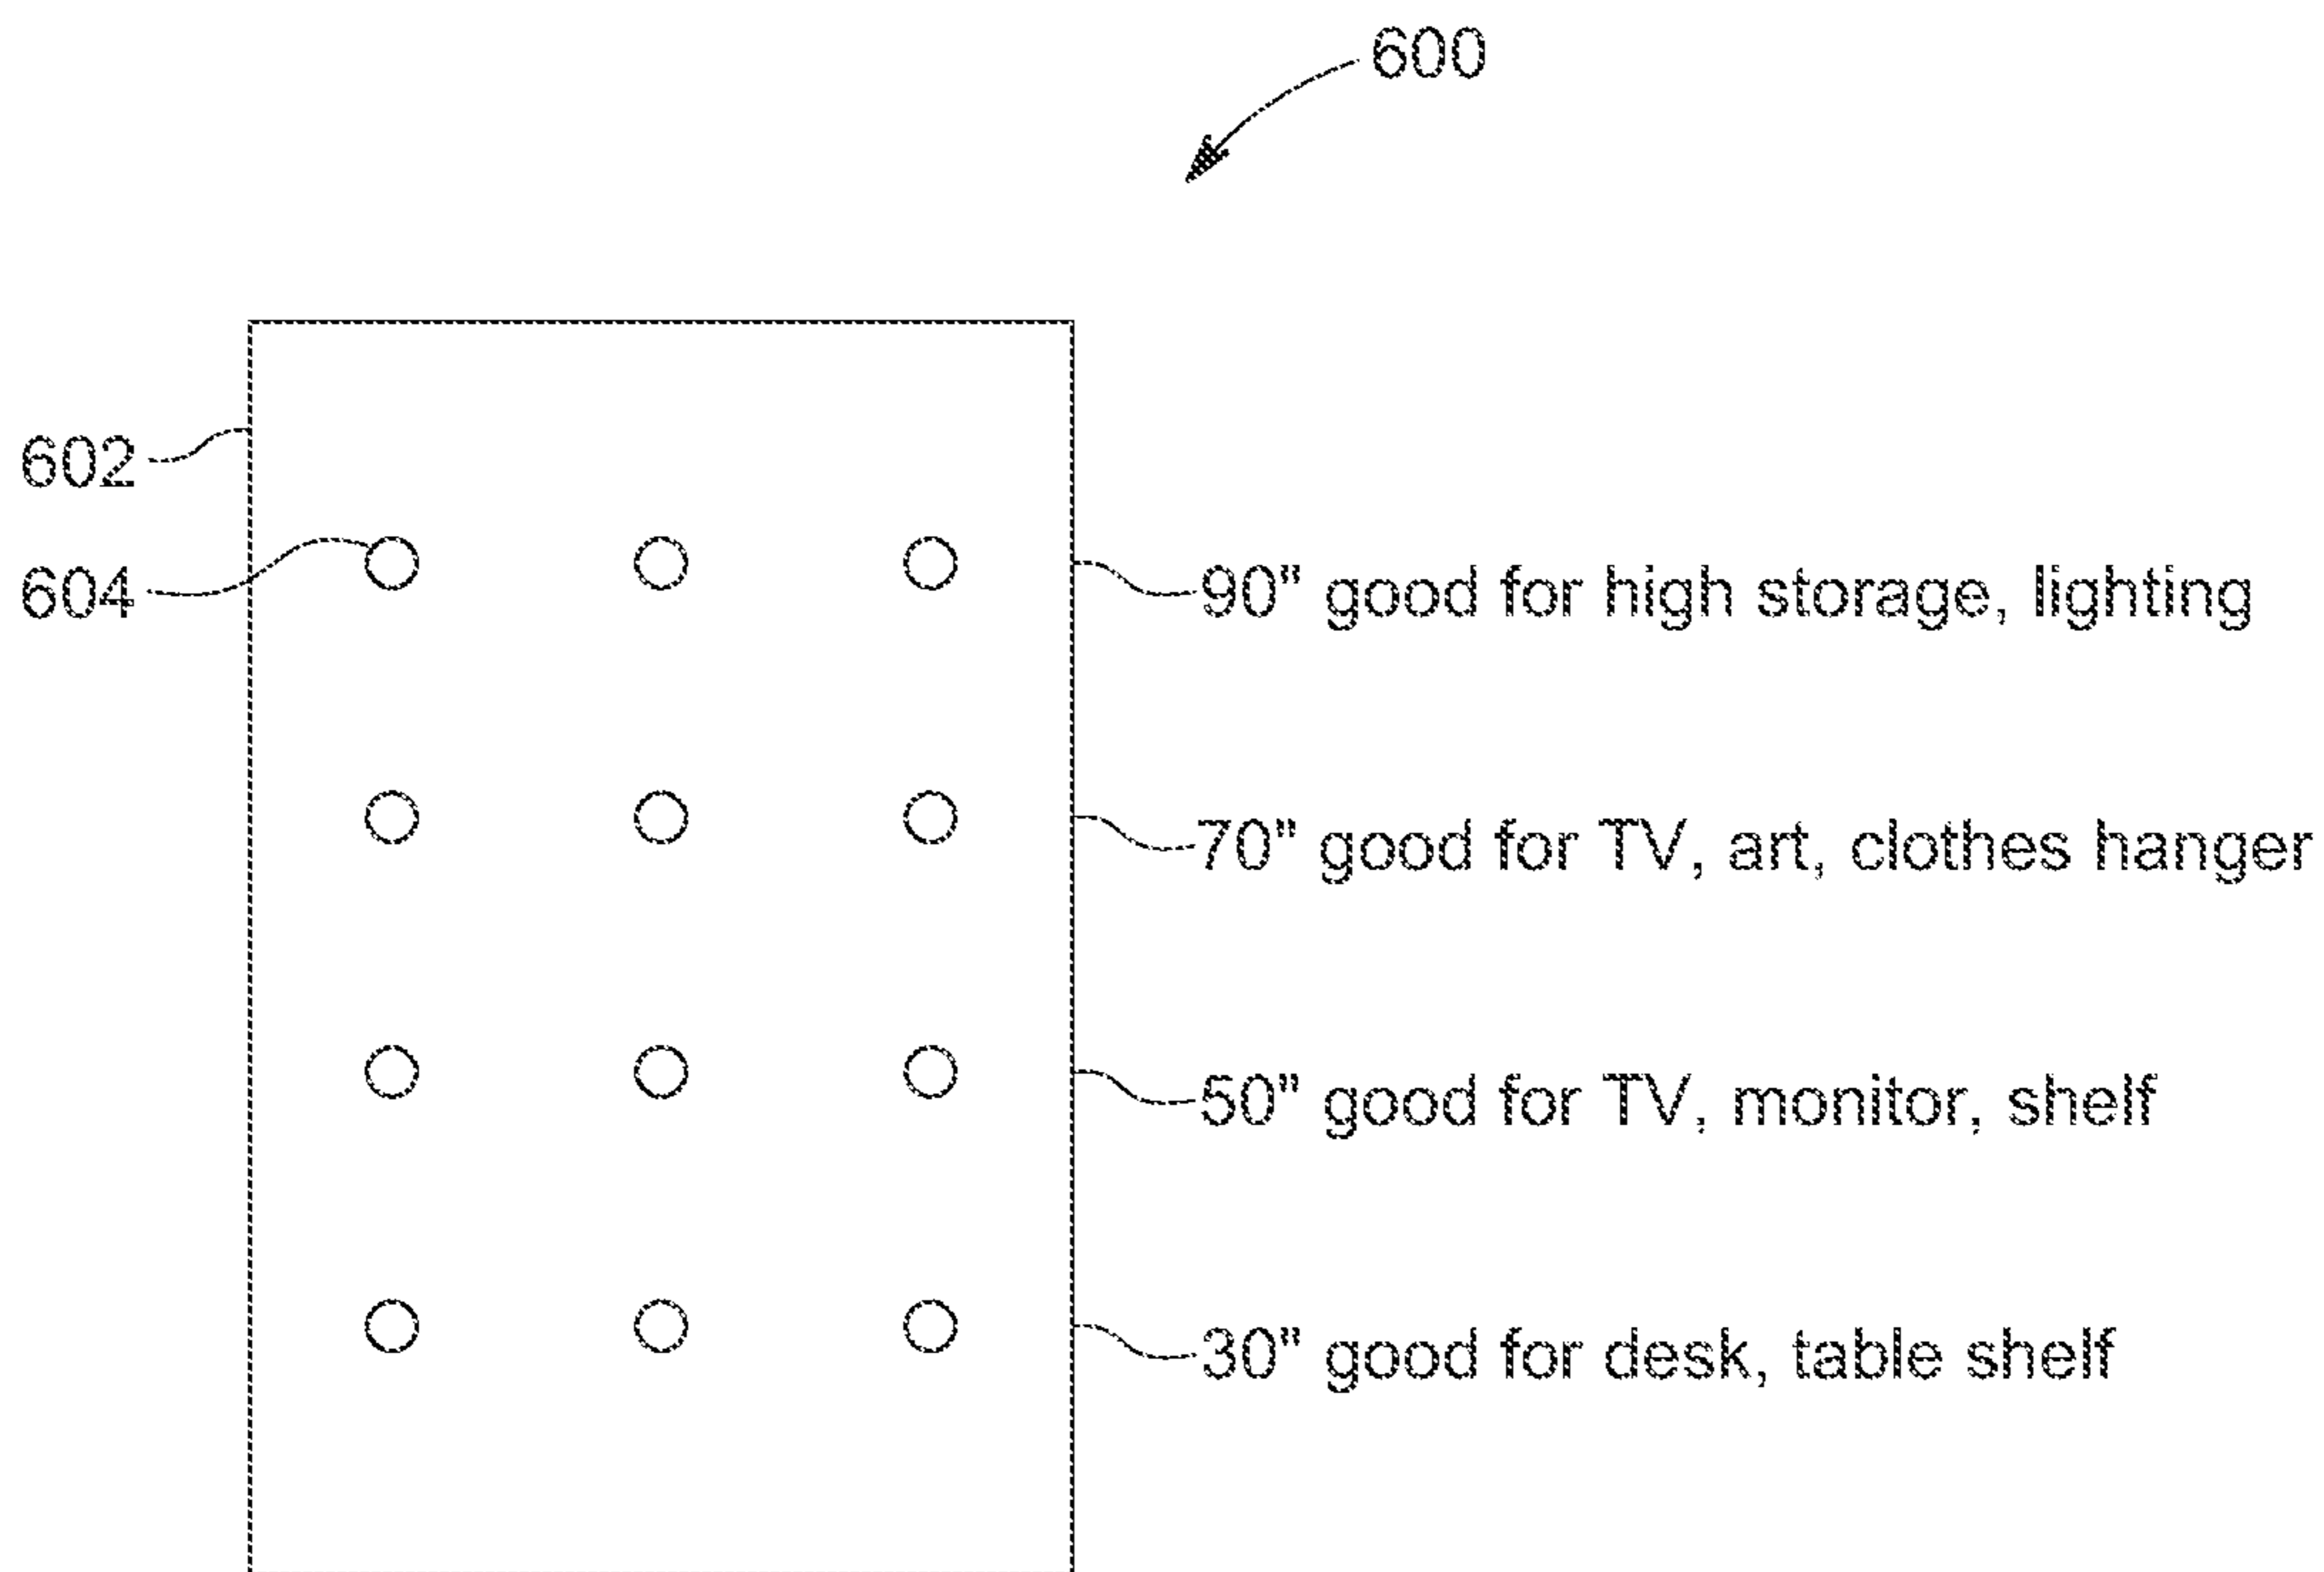 600
602
604
90" good for high storage, lighting
70" good for TV, art, clothes hanger
50" good for TV, monitor, shelf
30" good for desk, table shelf